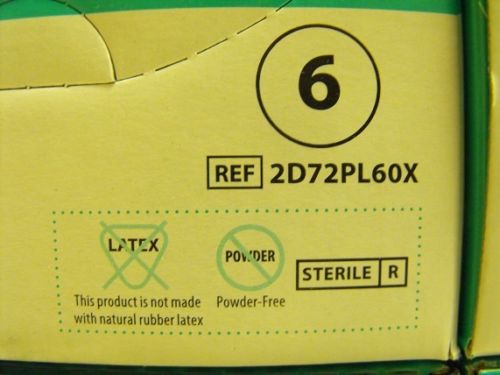 6
REF 2D72PL60X
LATEX
POWDER
STERILE R
This product is not made
with natural rubber latex
Powder-Free